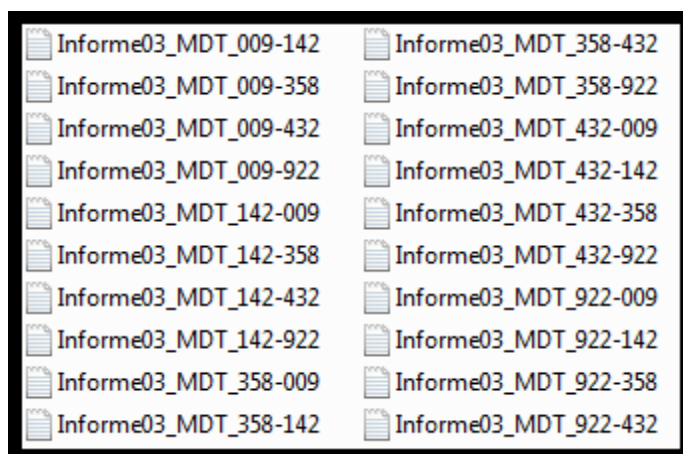 Informe03_MDT_009-142
Informe03_MDT_009-358
Informe03_MDT_009-432
Informe03_MDT_009-922
Informe03_MDT_142-009
Informe03_MDT_142-358
Informe03_MDT_142-432
Informe03_MDT_142-922
Informe03_MDT_358-009
Informe03_MDT_358-142
Informe03_MDT_358-432
Informe03_MDT_358-922
Informe03_MDT_432-009
Informe03_MDT_432-142
Informe03_MDT_432-358
Informe03_MDT_432-922
Informe03_MDT_922-009
Informe03_MDT_922-142
Informe03_MDT_922-358
Informe03_MDT_922-432